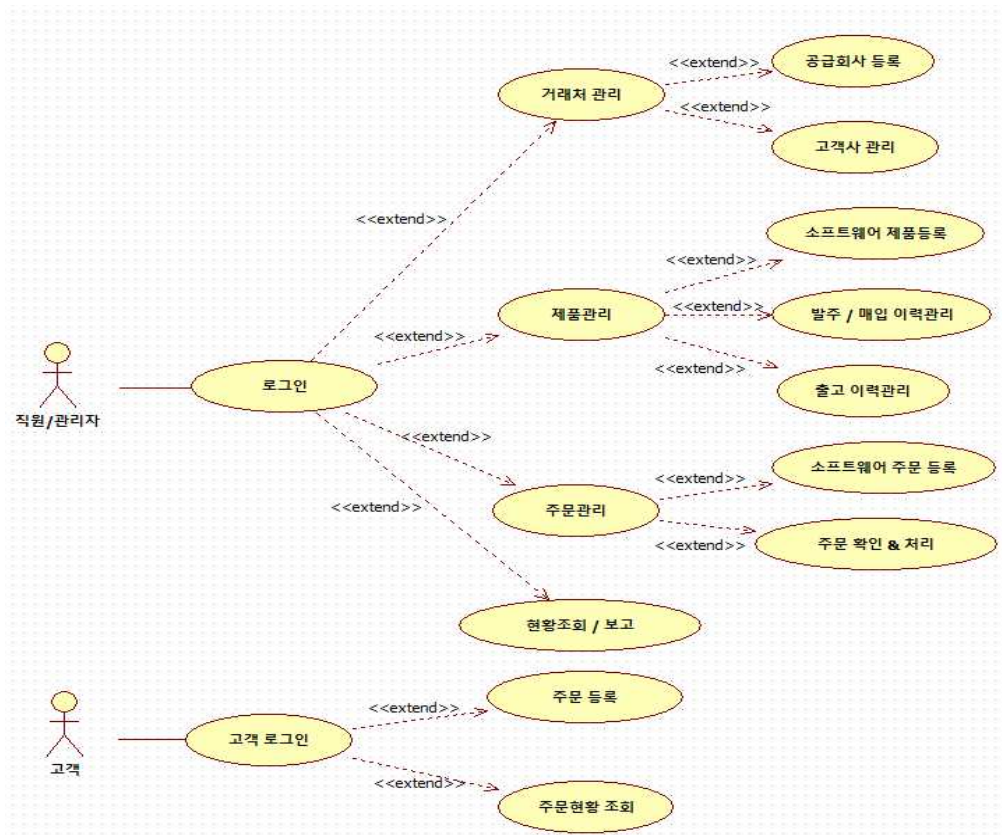 <<extend>>
공급회사 등록
거래처 관리
<<extend>>
고객사 관리
<<extend>>
소프트웨어 제품등록
<<extend>>
제품관리
<<extend>>
발주 / 매입 이력관리
<<extend>>
<<extend>>
출고 이력관리
직원/관리자
로그인
<<extend>>
소프트웨어 주문 등록
<<extend>>
<<extend>>
주문관리
<<extend>>
주문 확인 & 처리
현황조회 / 보고
주문 등록
<<extend>>
고객 로그인
고객
<<extend>>
주문현황 조회